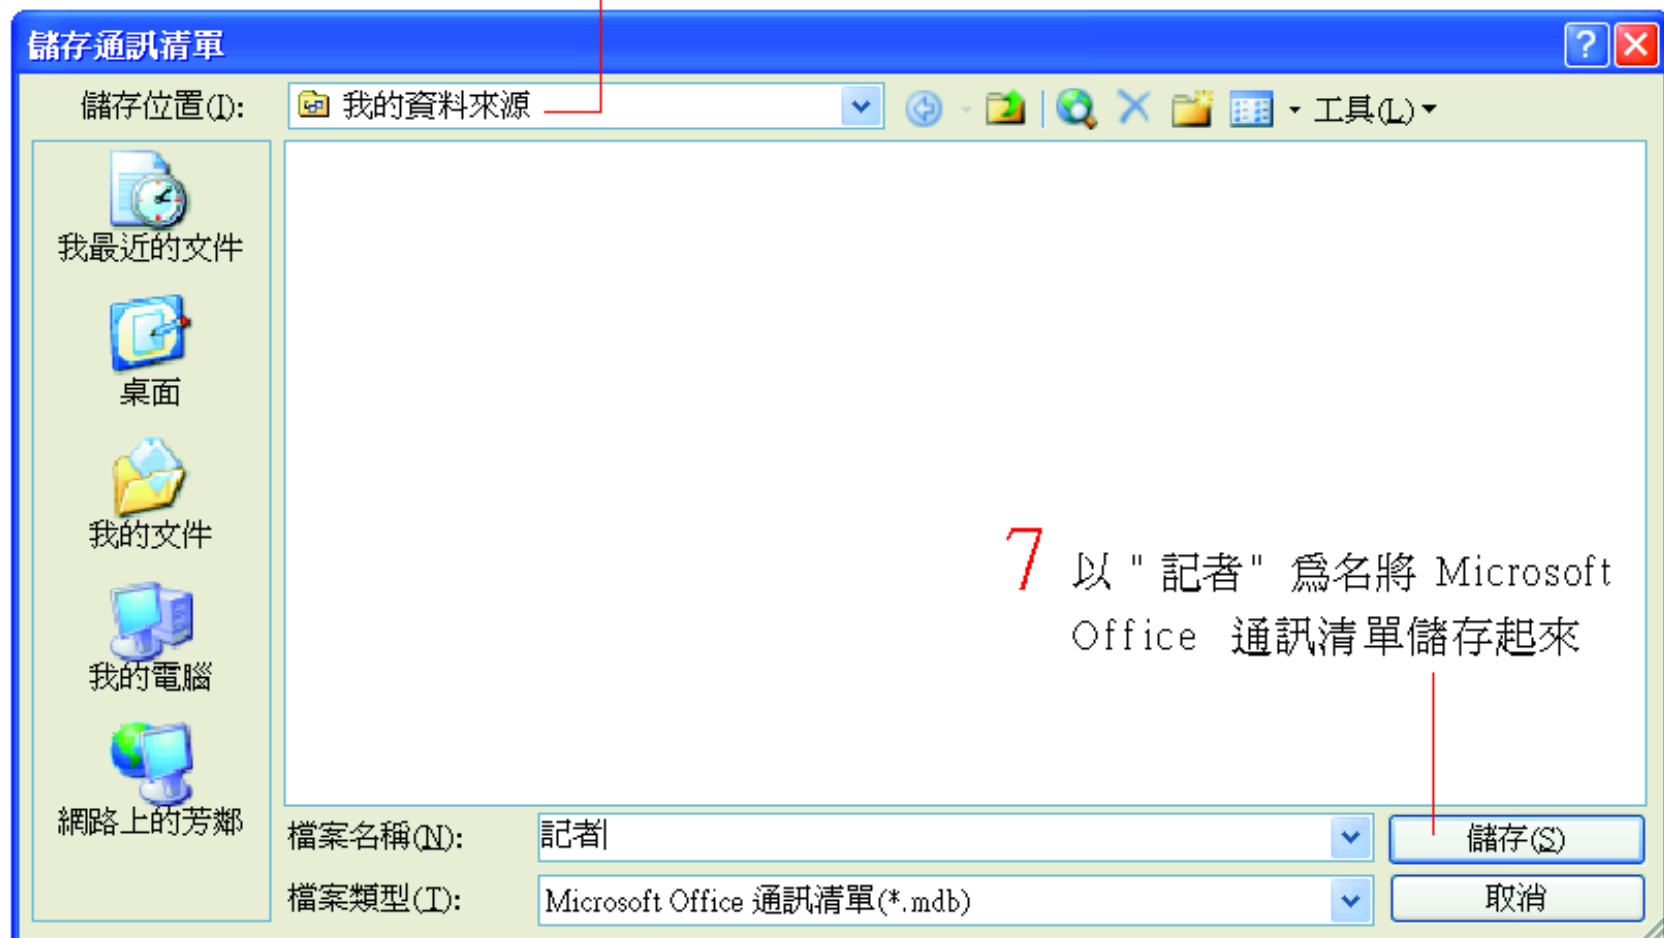 儲存通訊清單
儲存位置(I): 我的資料來源 工具(L)
我最近的文件
桌面
我的文件
我的電腦
網路上的芳鄰
7 以 "記者" 為名將 Microsoft
Office 通訊清單儲存起來
檔案名稱(N): 記者 儲存(S)
檔案類型(T): Microsoft Office 通訊清單(*.mdb) 取消